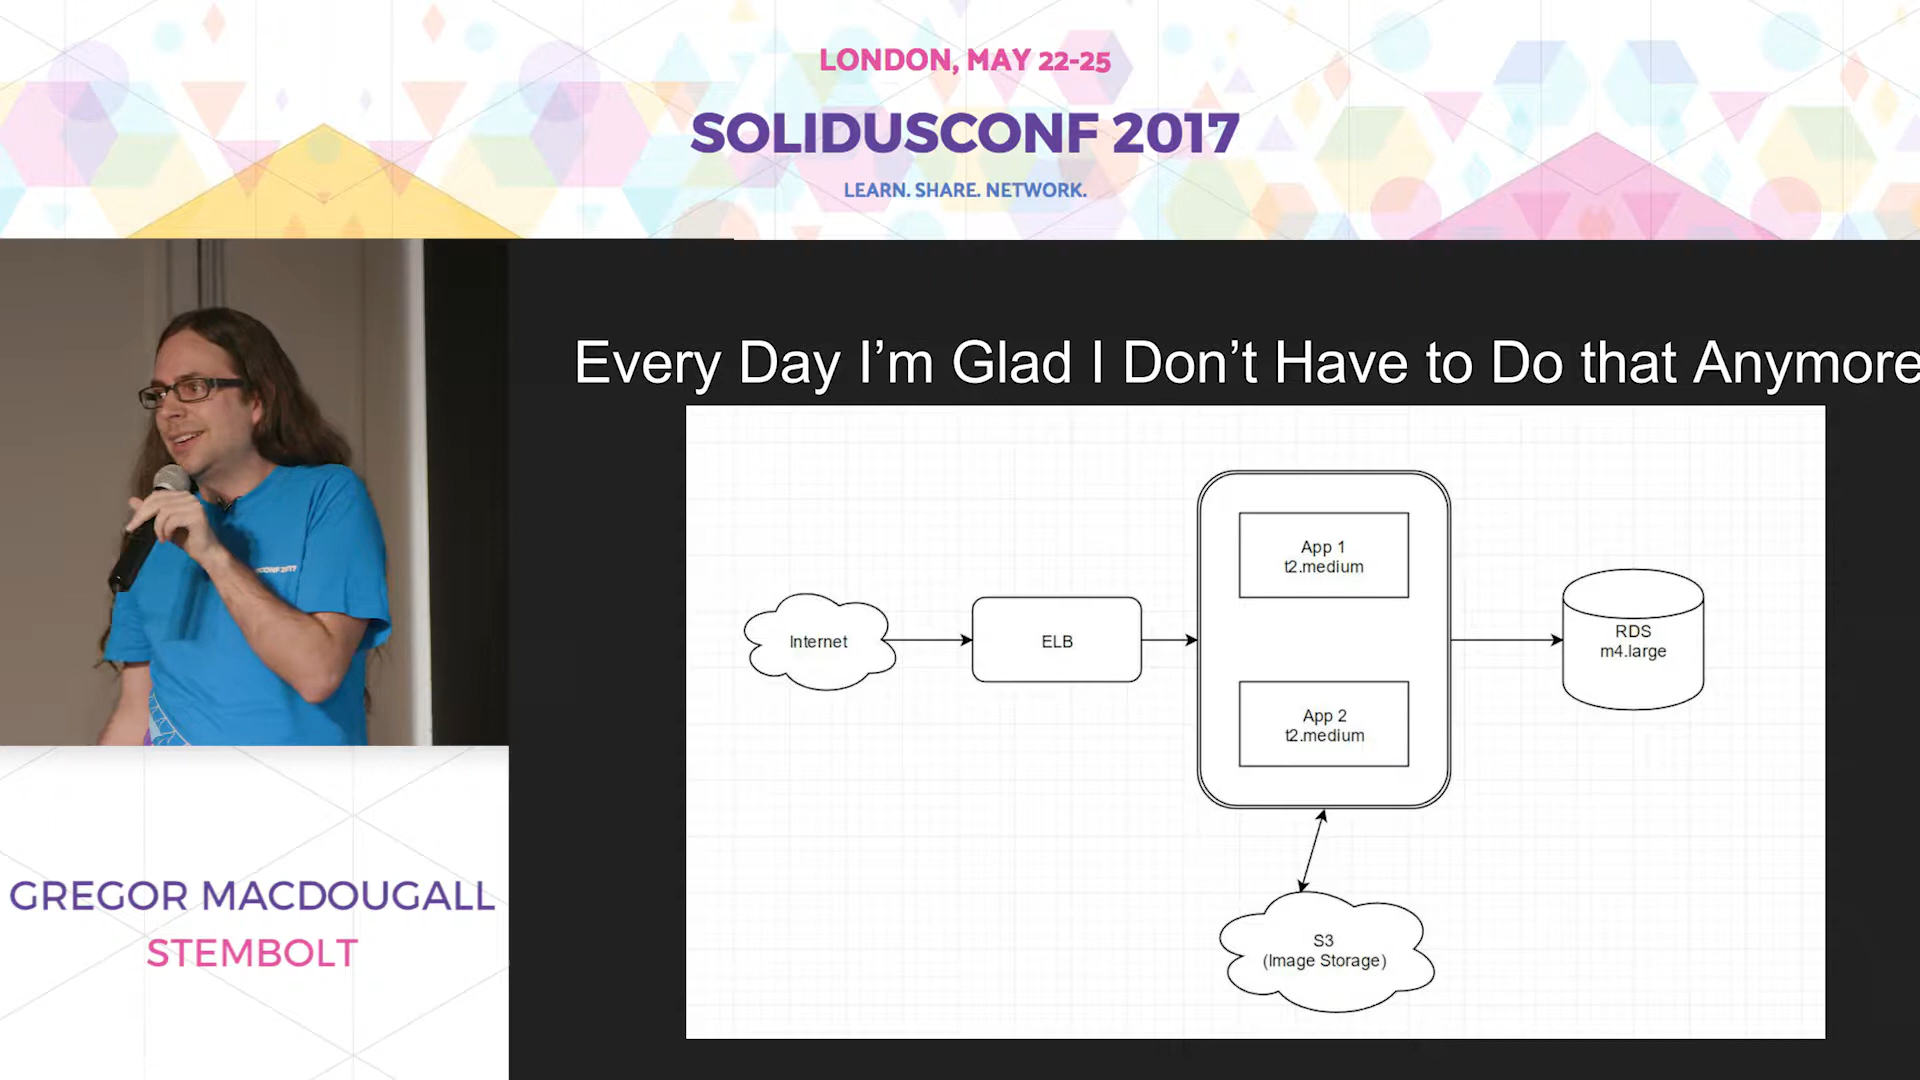 LONDON, MAY 22-25
SOLIDUSCONF 2017
LEARN. SHARE. NETWORK.
Every Day I'm Glad I Don't Have to Do that Anymore
App 1
t2.medium
Internet
ELB
RDS
m4.large
App 2
t2.medium
S3
(Image Storage)
GREGOR MACDOUGALL
STEMBOLT